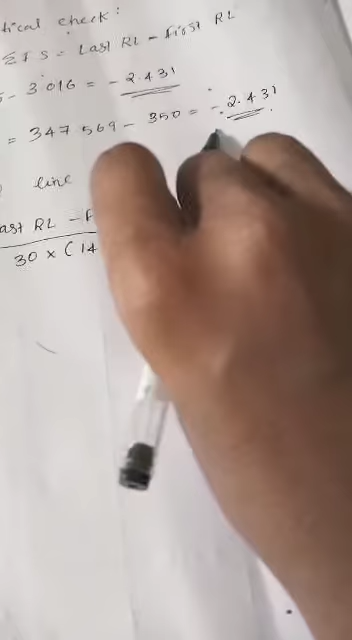 tical check:
ΣFS = Last RL - First RL
- 3.016 = - 2.431
= 347.569 - 350 = - 2.431
line
ast RL - F
30 × (14